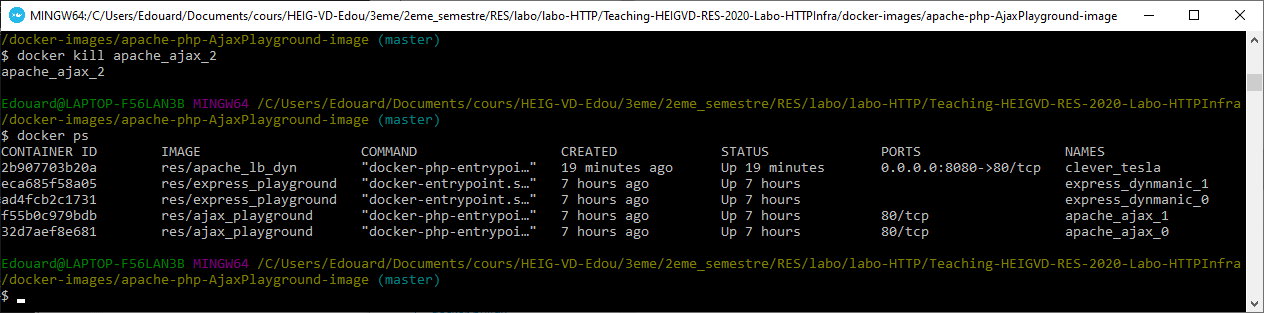 MINGW64:/C/Users/Edouard/Documents/cours/HEIG-VD-Edou/3eme/2eme_semestre/RES/labo/labo-HTTP/Teaching-HEIGVD-RES-2020-Labo-HTTPInfra/docker-images/apache-php-AjaxPlayground-image
/docker-images/apache-php-AjaxPlayground-image (master)
$ docker kill apache_ajax_2
apache_ajax_2
Edouard@LAPTOP-F56LAN3B MINGW64 /C/Users/Edouard/Documents/cours/HEIG-VD-Edou/3eme/2eme_semestre/RES/labo/labo-HTTP/Teaching-HEIGVD-RES-2020-Labo-HTTPInfra
/docker-images/apache-php-AjaxPlayground-image (master)
$ docker ps
CONTAINER ID        IMAGE                    COMMAND                  CREATED             STATUS              PORTS                  NAMES
2b907703b20a        res/apache_lb_dyn        "docker-php-entrypoi…"   19 minutes ago      Up 19 minutes       0.0.0.0:8080->80/tcp   clever_tesla
eca685f58a05        res/express_playground   "docker-entrypoint.s…"   7 hours ago         Up 7 hours                                 express_dynmanic_1
ad4fcb2c1731        res/express_playground   "docker-entrypoint.s…"   7 hours ago         Up 7 hours                                 express_dynmanic_0
f55b0c979bdb        res/ajax_playground      "docker-php-entrypoi…"   7 hours ago         Up 7 hours          80/tcp                 apache_ajax_1
32d7aef8e681        res/ajax_playground      "docker-php-entrypoi…"   7 hours ago         Up 7 hours          80/tcp                 apache_ajax_0
Edouard@LAPTOP-F56LAN3B MINGW64 /C/Users/Edouard/Documents/cours/HEIG-VD-Edou/3eme/2eme_semestre/RES/labo/labo-HTTP/Teaching-HEIGVD-RES-2020-Labo-HTTPInfra
/docker-images/apache-php-AjaxPlayground-image (master)
$